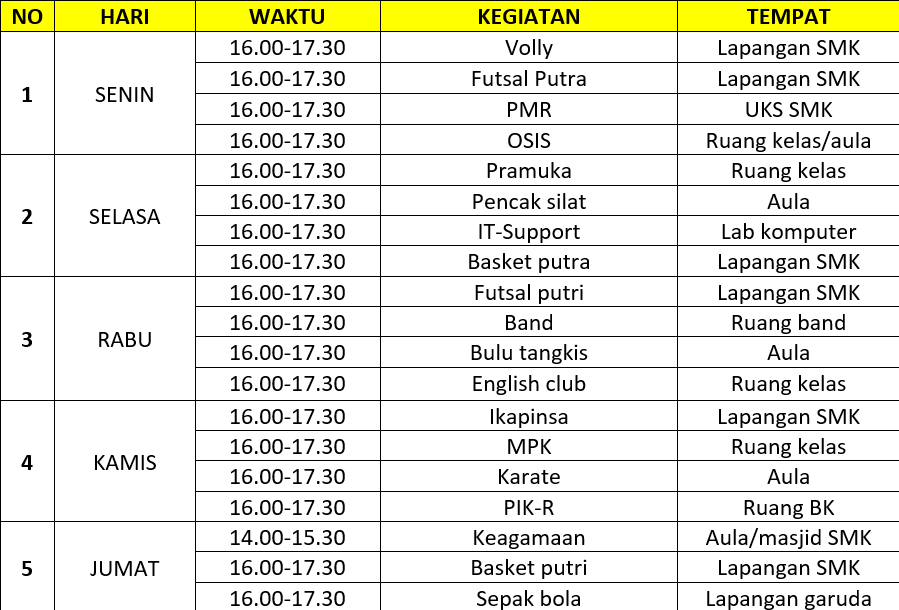 NO HARI WAKTU KEGIATAN TEMPAT
1 SENIN 16.00-17.30 Volly Lapangan SMK
16.00-17.30 Futsal Putra Lapangan SMK
16.00-17.30 PMR UKS SMK
16.00-17.30 OSIS Ruang kelas/aula
2 SELASA 16.00-17.30 Pramuka Ruang kelas
16.00-17.30 Pencak silat Aula
16.00-17.30 IT-Support Lab komputer
16.00-17.30 Basket putra Lapangan SMK
3 RABU 16.00-17.30 Futsal putri Lapangan SMK
16.00-17.30 Band Ruang band
16.00-17.30 Bulu tangkis Aula
16.00-17.30 English club Ruang kelas
4 KAMIS 16.00-17.30 Ikapinsa Lapangan SMK
16.00-17.30 MPK Ruang kelas
16.00-17.30 Karate Aula
16.00-17.30 PIK-R Ruang BK
5 JUMAT 14.00-15.30 Keagamaan Aula/masjid SMK
16.00-17.30 Basket putri Lapangan SMK
16.00-17.30 Sepak bola Lapangan garuda